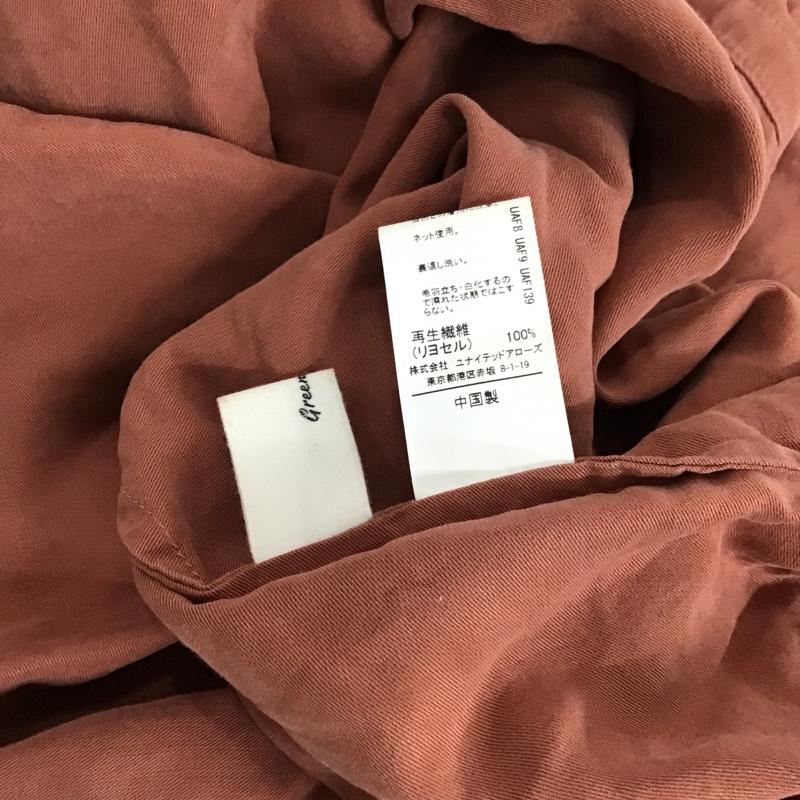 ネット使用。
裏返し洗い。
毛羽立ち・白化するの
で濡れた状態ではこす
らない。
再生繊維 100%
(リヨセル)
株式会社 ユナイテッドアローズ
東京都港区赤坂 8-1-19
中国製
UAF8 UAF9 UAF139
Green